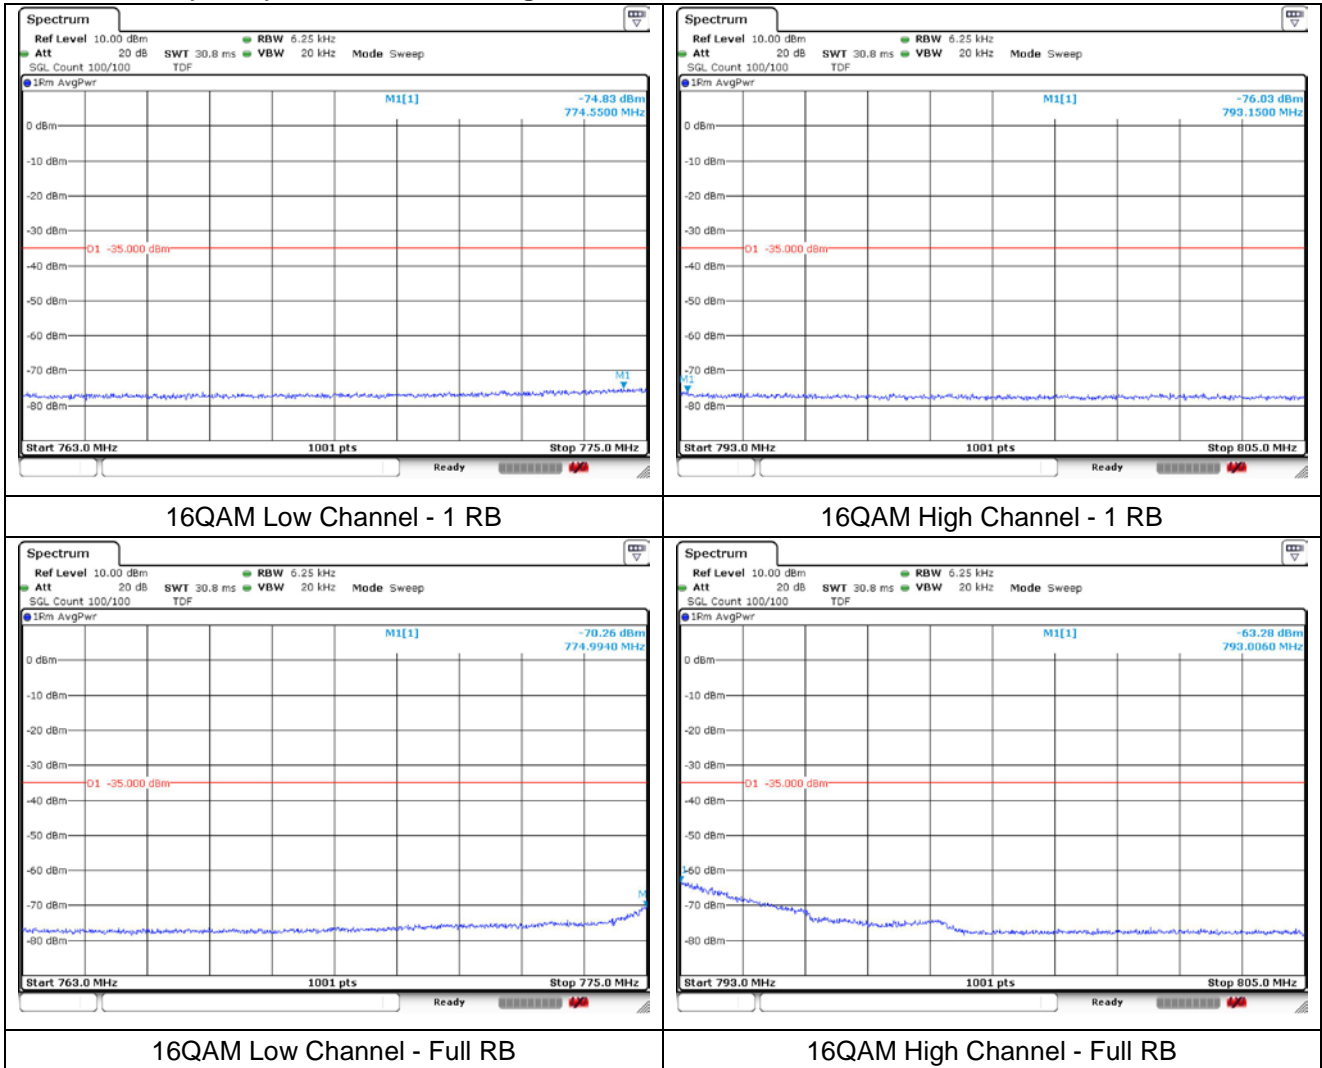 Spectrum
Ref Level 10.00 dBm RBW 6.25 kHz
Att 20 dB SWT 30.8 ms VBW 20 kHz Mode Sweep
SGL Count 100/100 TDF
1Rm AvgPwr
M1[1] -74.83 dBm
774.5500 MHz
0 dBm
-10 dBm
-20 dBm
-30 dBm
D1 -35.000 dBm
-40 dBm
-50 dBm
-60 dBm
-70 dBm
M1
-80 dBm
Start 763.0 MHz 1001 pts Stop 775.0 MHz
Ready
16QAM Low Channel - 1 RB
Spectrum
Ref Level 10.00 dBm RBW 6.25 kHz
Att 20 dB SWT 30.8 ms VBW 20 kHz Mode Sweep
SGL Count 100/100 TDF
1Rm AvgPwr
M1[1] -76.03 dBm
793.1500 MHz
0 dBm
-10 dBm
-20 dBm
-30 dBm
D1 -35.000 dBm
-40 dBm
-50 dBm
-60 dBm
-70 dBm
M1
-80 dBm
Start 793.0 MHz 1001 pts Stop 805.0 MHz
Ready
16QAM High Channel - 1 RB
Spectrum
Ref Level 10.00 dBm RBW 6.25 kHz
Att 20 dB SWT 30.8 ms VBW 20 kHz Mode Sweep
SGL Count 100/100 TDF
1Rm AvgPwr
M1[1] -70.26 dBm
774.9940 MHz
0 dBm
-10 dBm
-20 dBm
-30 dBm
D1 -35.000 dBm
-40 dBm
-50 dBm
-60 dBm
M
-70 dBm
-80 dBm
Start 763.0 MHz 1001 pts Stop 775.0 MHz
Ready
16QAM Low Channel - Full RB
Spectrum
Ref Level 10.00 dBm RBW 6.25 kHz
Att 20 dB SWT 30.8 ms VBW 20 kHz Mode Sweep
SGL Count 100/100 TDF
1Rm AvgPwr
M1[1] -63.28 dBm
793.0060 MHz
0 dBm
-10 dBm
-20 dBm
-30 dBm
D1 -35.000 dBm
-40 dBm
-50 dBm
-60 dBm
-70 dBm
-80 dBm
Start 793.0 MHz 1001 pts Stop 805.0 MHz
Ready
16QAM High Channel - Full RB